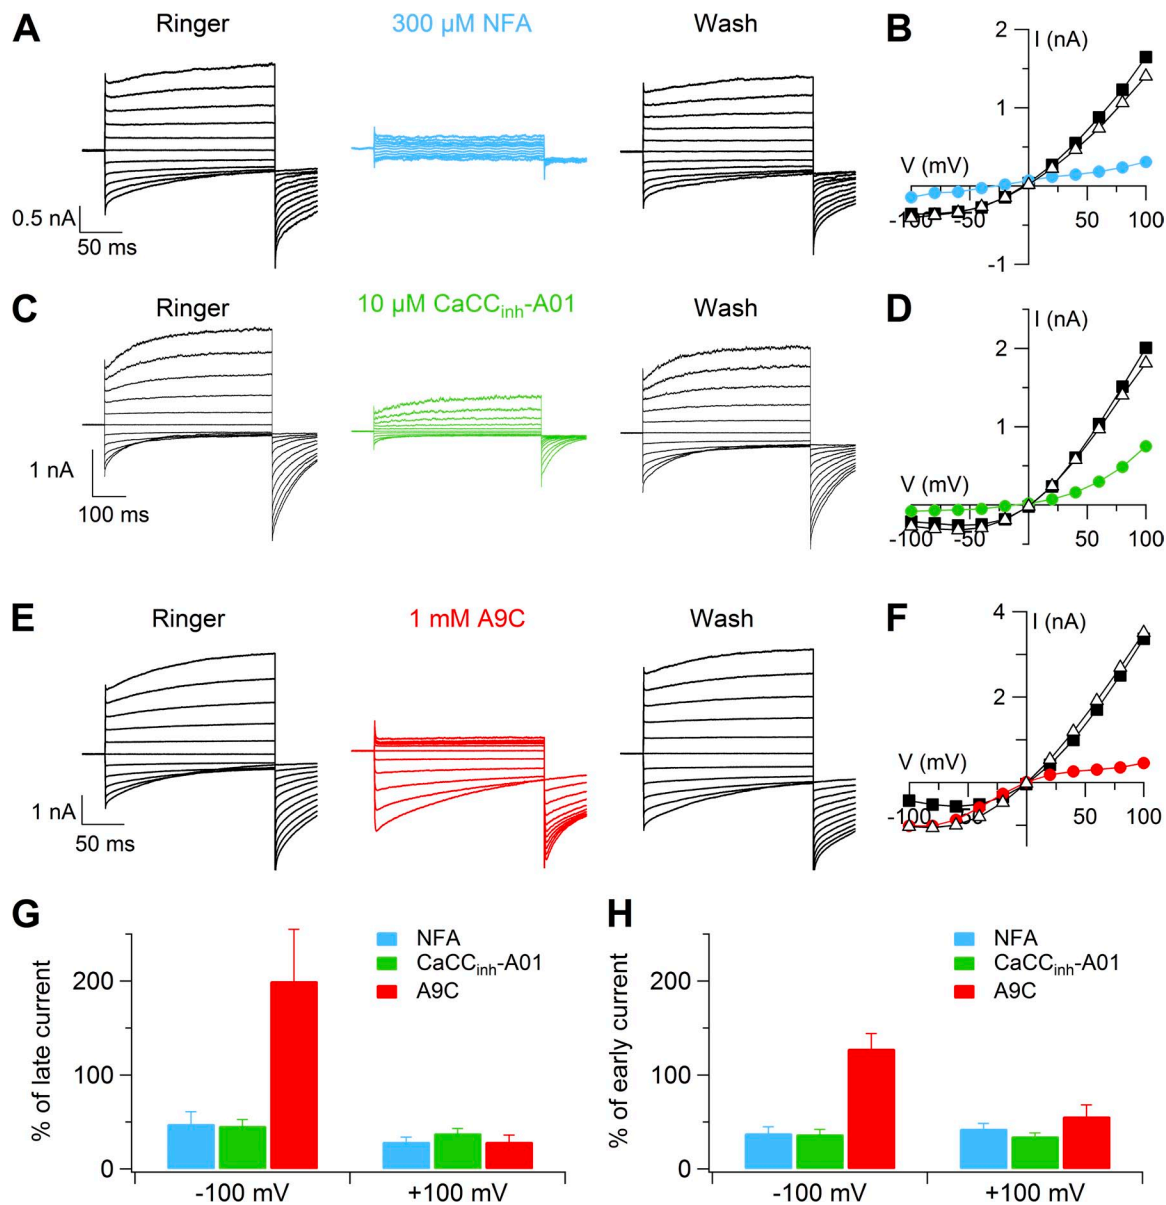 A
Ringer
300 µM NFA
Wash
0.5 nA
50 ms
B
2
I (nA)
1
V (mV)
-100
-50
50
100
-1
C
Ringer
10 µM CaCCinh-A01
Wash
1 nA
100 ms
D
I (nA)
2
1
V (mV)
-100
-50
50
100
E
Ringer
1 mM A9C
Wash
1 nA
50 ms
F
4
I (nA)
2
V (mV)
-100
-50
50
100
G
% of late current
200
100
0
NFA
CaCCinh-A01
A9C
-100 mV
+100 mV
H
% of early current
200
100
0
NFA
CaCCinh-A01
A9C
-100 mV
+100 mV